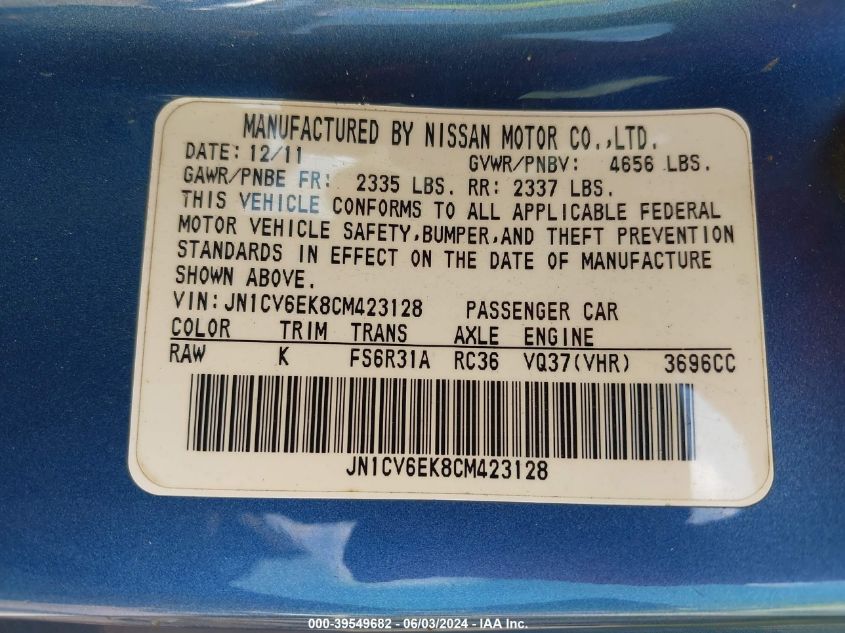 MANUFACTURED BY NISSAN MOTOR CO.,LTD.
DATE: 12/11 GVWR/PNBV: 4656 LBS.
GAWR/PNBE FR: 2335 LBS. RR: 2337 LBS.
THIS VEHICLE CONFORMS TO ALL APPLICABLE FEDERAL
MOTOR VEHICLE SAFETY,BUMPER,AND THEFT PREVENTION
STANDARDS IN EFFECT ON THE DATE OF MANUFACTURE
SHOWN ABOVE.
VIN: JN1CV6EK8CM423128 PASSENGER CAR
COLOR TRIM TRANS AXLE ENGINE
RAW K FS6R31A RC36 VQ37(VHR) 3696CC
JN1CV6EK8CM423128
000-39549682 - 06/03/2024 - IAA Inc.